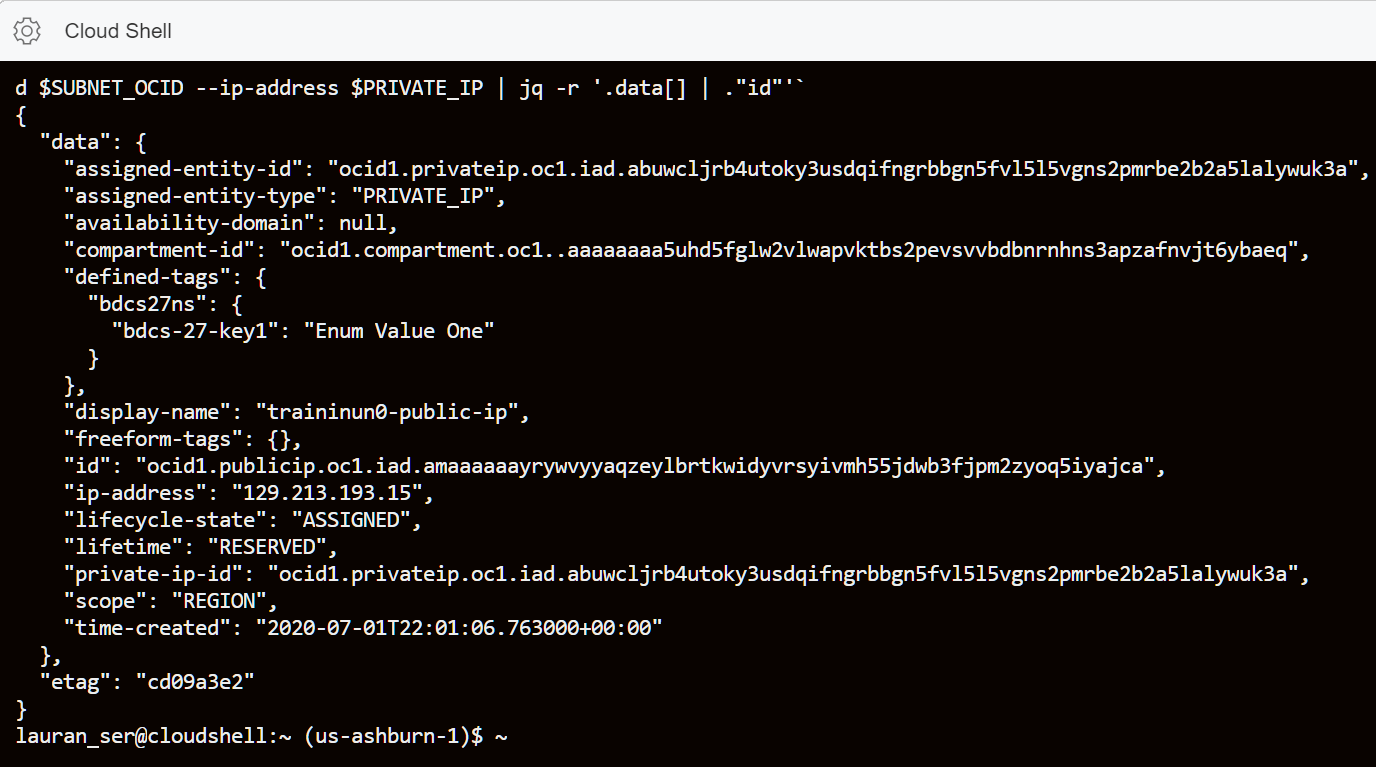 Cloud Shell
d $SUBNET_OCID --ip-address $PRIVATE_IP | jq -r '.data[] | ."id"'`
{
  "data": {
    "assigned-entity-id": "ocid1.privateip.oc1.iad.abuwcljrb4utoky3usdqifngrbbgn5fvl5l5vgns2pmrbe2b2a5lalywuk3a",
    "assigned-entity-type": "PRIVATE_IP",
    "availability-domain": null,
    "compartment-id": "ocid1.compartment.oc1..aaaaaaaa5uhd5fglw2vlwapvktbs2pevsvvbdbnrnhns3apzafnvjt6ybaeq",
    "defined-tags": {
      "bdcs27ns": {
        "bdcs-27-key1": "Enum Value One"
      }
    },
    "display-name": "traininun0-public-ip",
    "freeform-tags": {},
    "id": "ocid1.publicip.oc1.iad.amaaaaaayrywvyyaqzeylbrtkwidyvrsyivmh55jdwb3fjpm2zyoq5iyajca",
    "ip-address": "129.213.193.15",
    "lifecycle-state": "ASSIGNED",
    "lifetime": "RESERVED",
    "private-ip-id": "ocid1.privateip.oc1.iad.abuwcljrb4utoky3usdqifngrbbgn5fvl5l5vgns2pmrbe2b2a5lalywuk3a",
    "scope": "REGION",
    "time-created": "2020-07-01T22:01:06.763000+00:00"
  },
  "etag": "cd09a3e2"
}
lauran_ser@cloudshell:~ (us-ashburn-1)$ ~